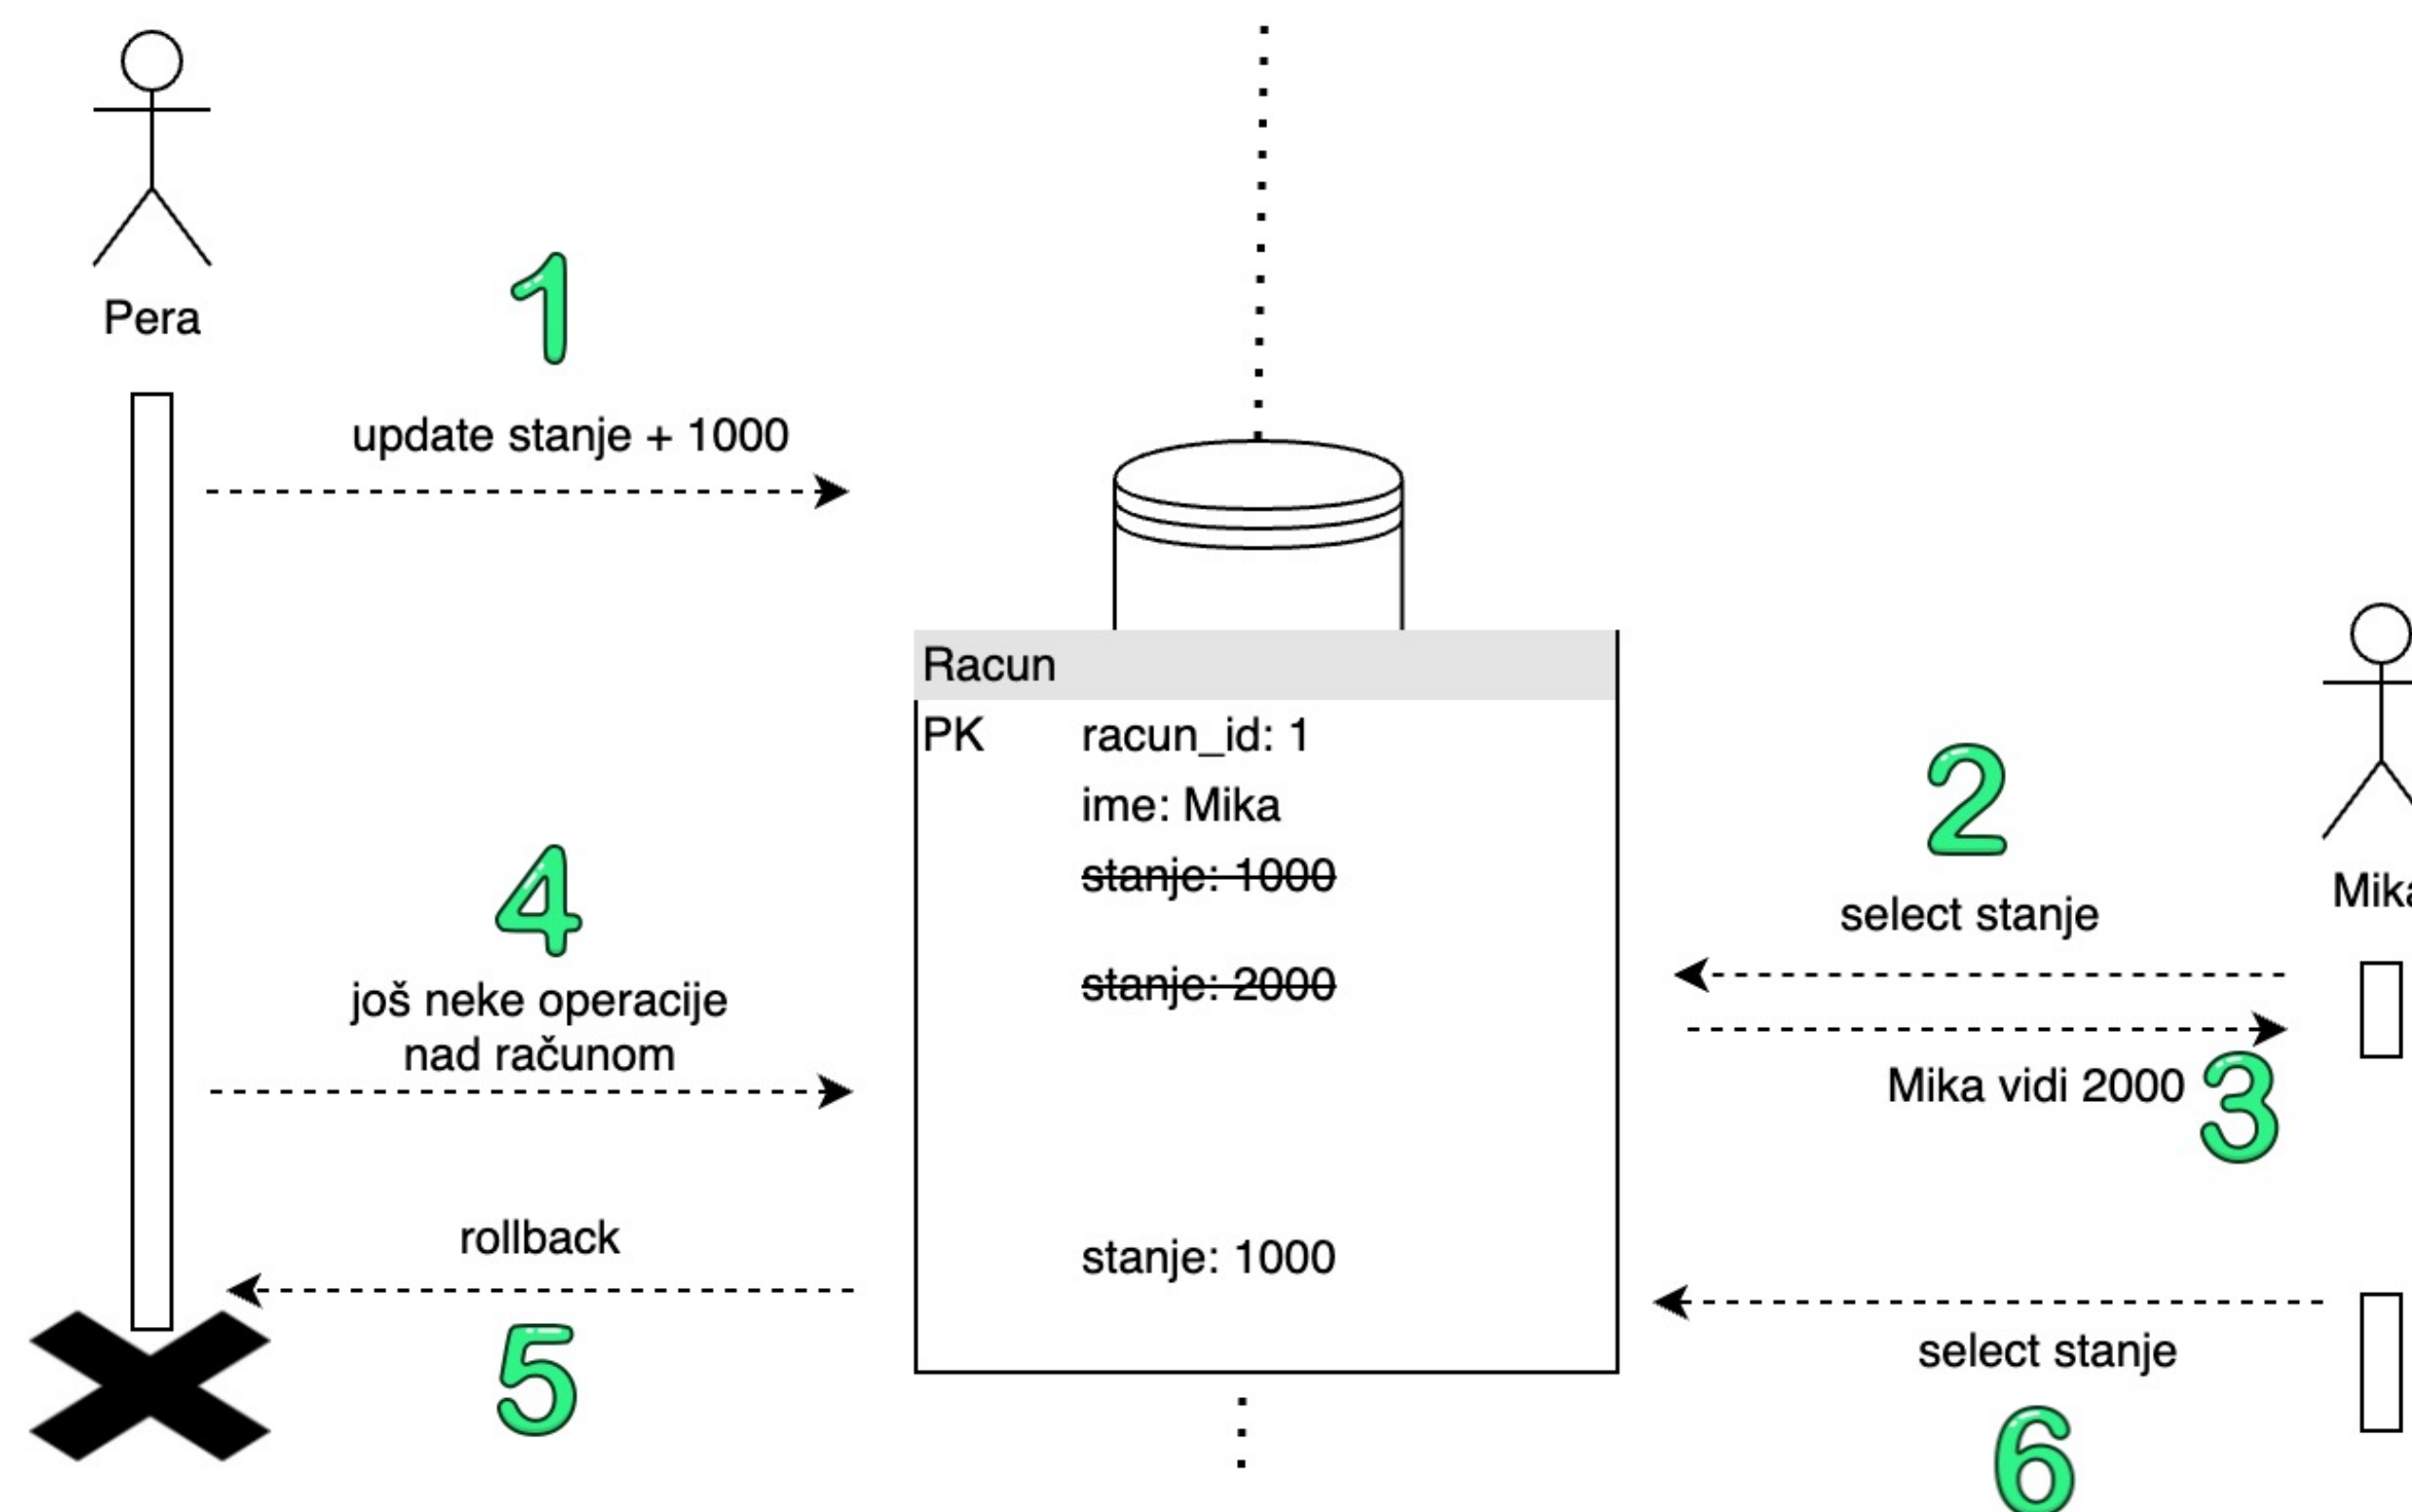 Pera
1
update stanje + 1000
Racun
PK racun_id: 1
ime: Mika
stanje: 1000
stanje: 2000
stanje: 1000
2
select stanje
Mika vidi 2000
3
4
još neke operacije
nad računom
rollback
5
select stanje
6